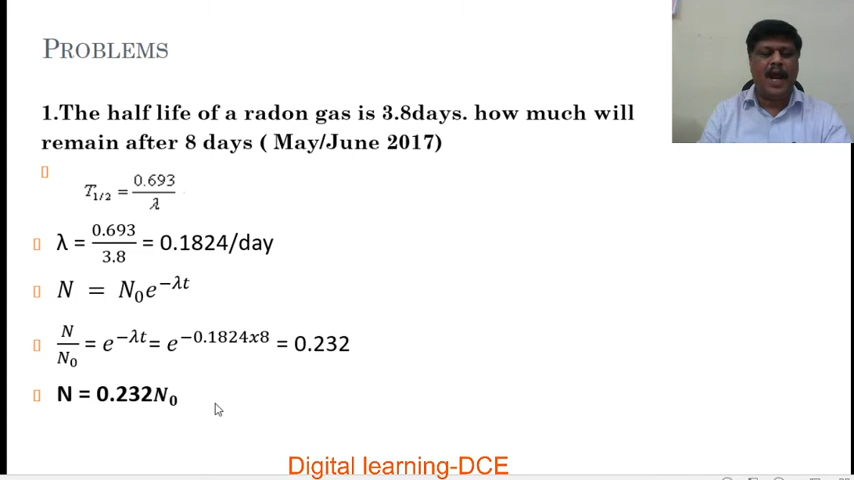 PROBLEMS
1.The half life of a radon gas is 3.8days. how much will
remain after 8 days ( May/June 2017)
T1/2 = 0.693/λ
λ = 0.693/3.8 = 0.1824/day
N = N₀e^−λt
N/N₀ = e^−λt= e^−0.1824x8 = 0.232
N = 0.232N₀
Digital learning-DCE